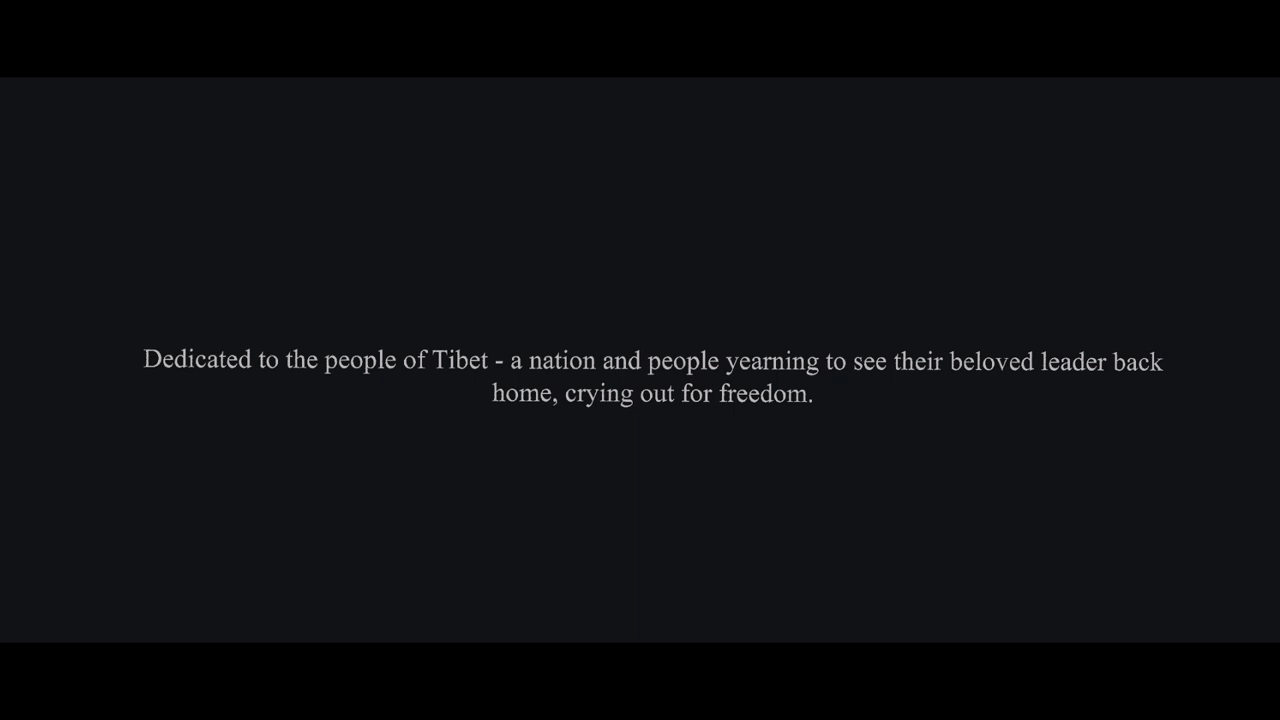 Dedicated to the people of Tibet - a nation and people yearning to see their beloved leader back
home, crying out for freedom.